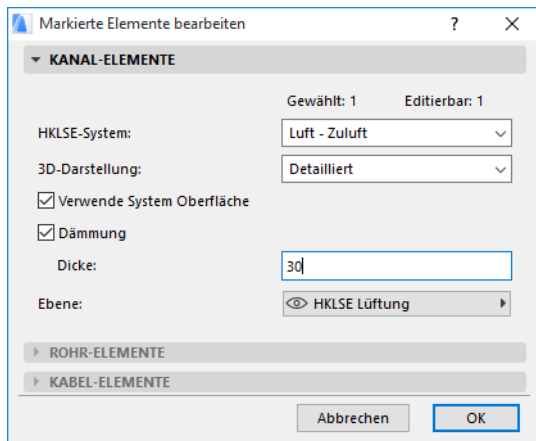 Markierte Elemente bearbeiten ?
KANAL-ELEMENTE
Gewählt: 1 Editierbar: 1
HKLSE-System: Luft - Zuluft
3D-Darstellung: Detailliert
Verwende System Oberfläche
Dämmung
Dicke: 30
Ebene: HKLSE Lüftung
ROHR-ELEMENTE
KABEL-ELEMENTE
Abbrechen OK